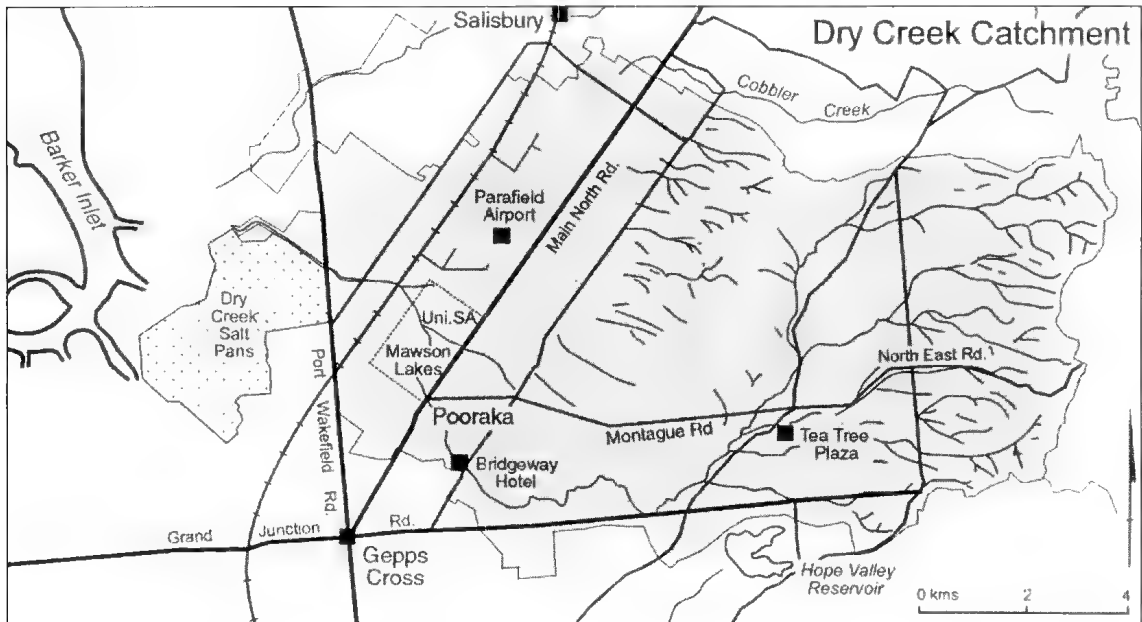 Dry Creek Catchment
Salisbury
Cobbler
Creek
Barker Inlet
Parafield
Airport
Main North Rd.
Dry
Creek
Salt
Pans
Uni.SA
Mawson
Lakes
North East Rd.
Port Wakefield Rd.
Pooraka
Montague Rd
Tea Tree
Plaza
Bridgeway
Hotel
Grand Junction Rd.
Gepps
Cross
Hope Valley
Reservoir
0 kms 2 4